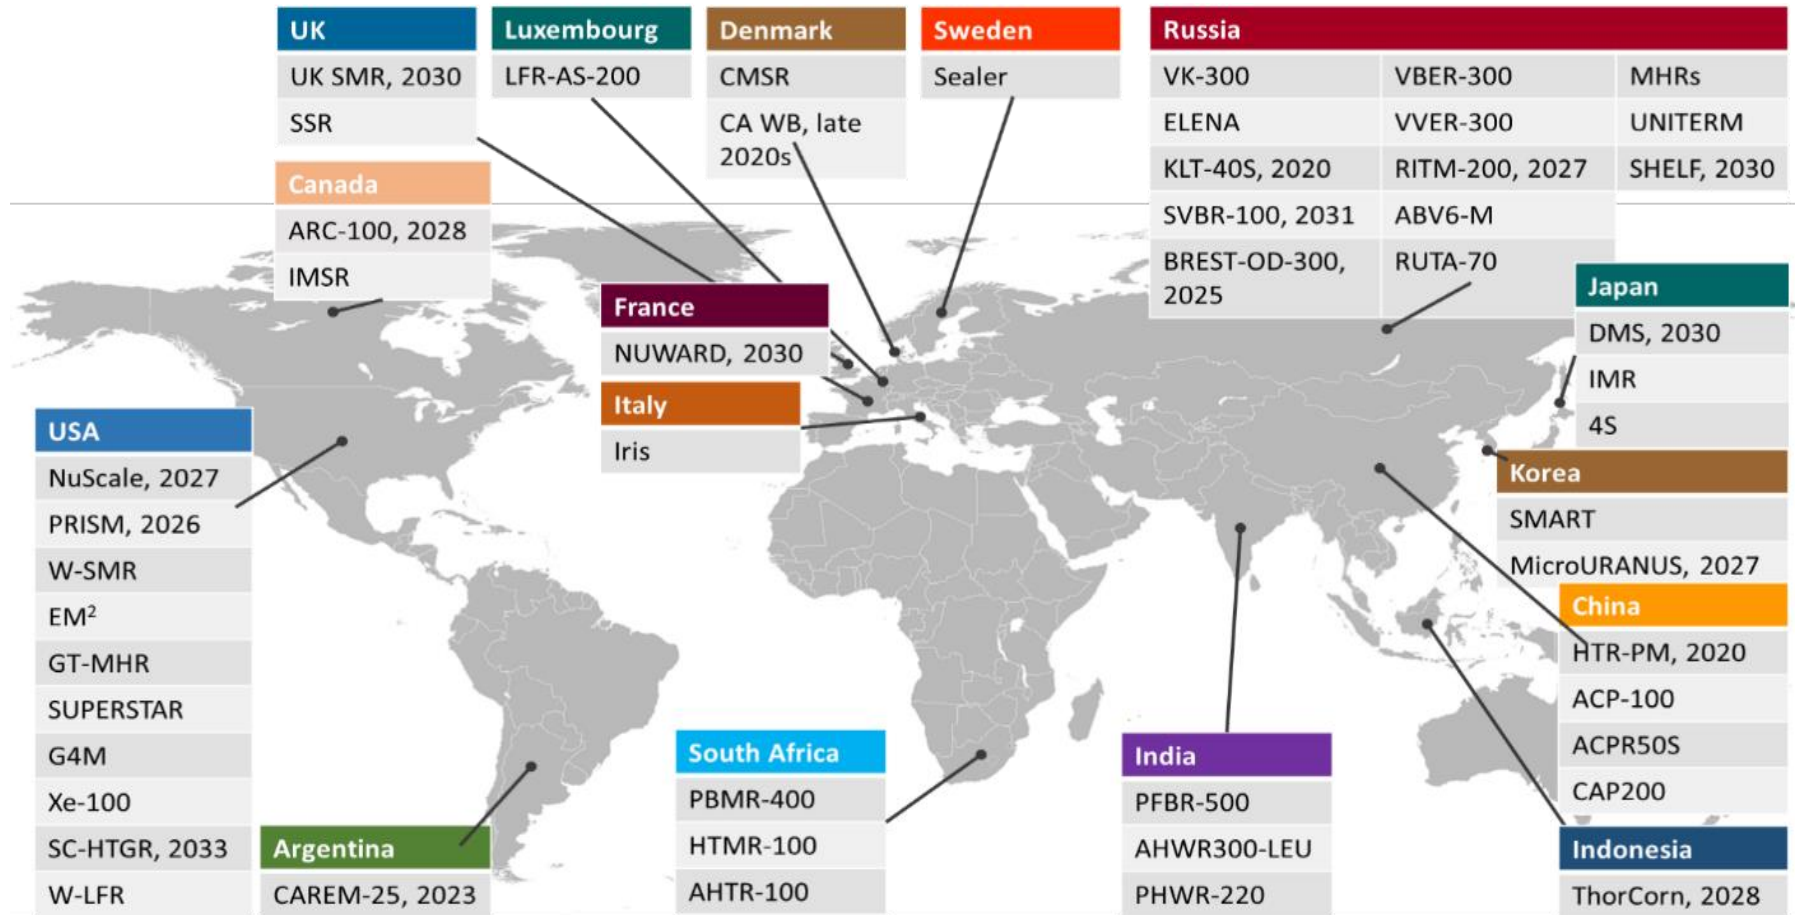 UK
UK SMR, 2030
SSR
Luxembourg
LFR-AS-200
Denmark
CMSR
CA WB, late
2020s
Sweden
Sealer
Russia
VK-300
VBER-300
MHRs
ELENA
VVER-300
UNITERM
KLT-40S, 2020
RITM-200, 2027
SHELF, 2030
SVBR-100, 2031
ABV6-M
BREST-OD-300,
2025
RUTA-70
Canada
ARC-100, 2028
IMSR
France
NUWARD, 2030
Italy
Iris
Japan
DMS, 2030
IMR
4S
Korea
SMART
MicroURANUS, 2027
China
HTR-PM, 2020
ACP-100
ACPR50S
CAP200
Indonesia
ThorCorn, 2028
USA
NuScale, 2027
PRISM, 2026
W-SMR
EM²
GT-MHR
SUPERSTAR
G4M
Xe-100
SC-HTGR, 2033
W-LFR
Argentina
CAREM-25, 2023
South Africa
PBMR-400
HTMR-100
AHTR-100
India
PFBR-500
AHWR300-LEU
PHWR-220